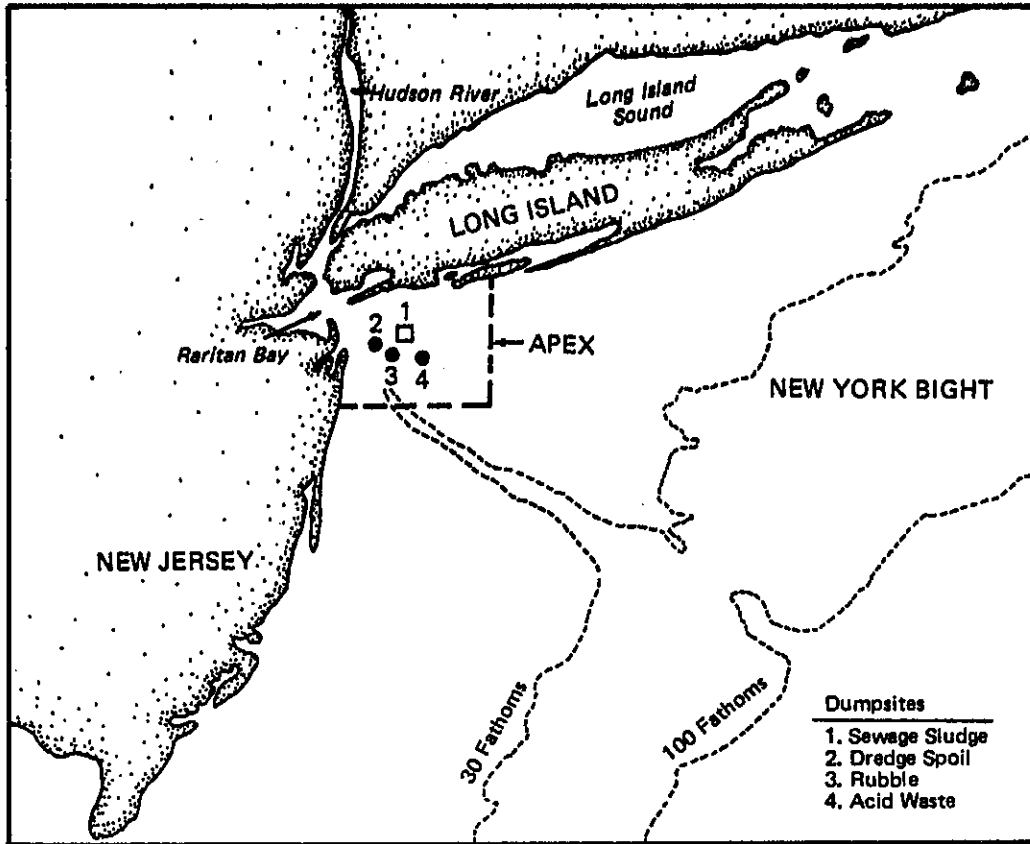 Hudson River
Long Island
Sound
LONG ISLAND
1
2
Raritan Bay
APEX
3
4
NEW YORK BIGHT
NEW JERSEY
30 Fathoms
100 Fathoms
Dumpsites
1. Sewage Sludge
2. Dredge Spoil
3. Rubble
4. Acid Waste